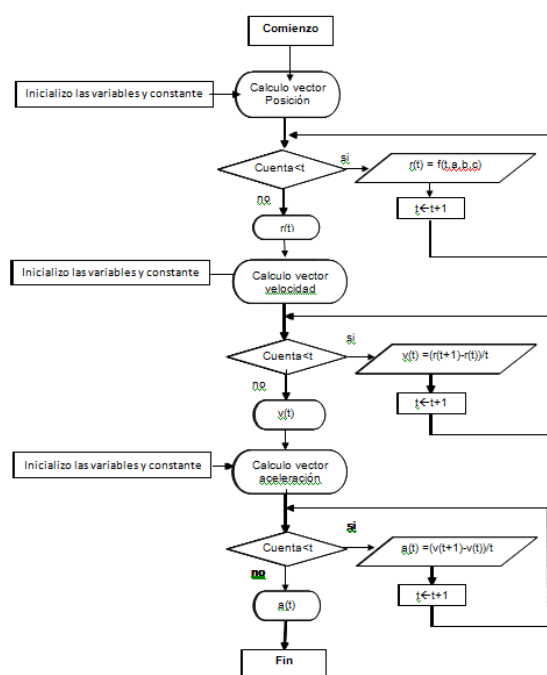 Comienzo
Calculo vector
Posición
Inicializo las variables y constante
Cuenta<t
si
r(t) = f(t,a,b,c)
t←t+1
no
r(t)
Inicializo las variables y constante
Calculo vector
velocidad
Cuenta<t
si
v(t) =(r(t+1)-r(t))/t
t←t+1
no
v(t)
Inicializo las variables y constante
Calculo vector
aceleración
Cuenta<t
si
a(t) =(v(t+1)-v(t))/t
t←t+1
no
a(t)
Fin